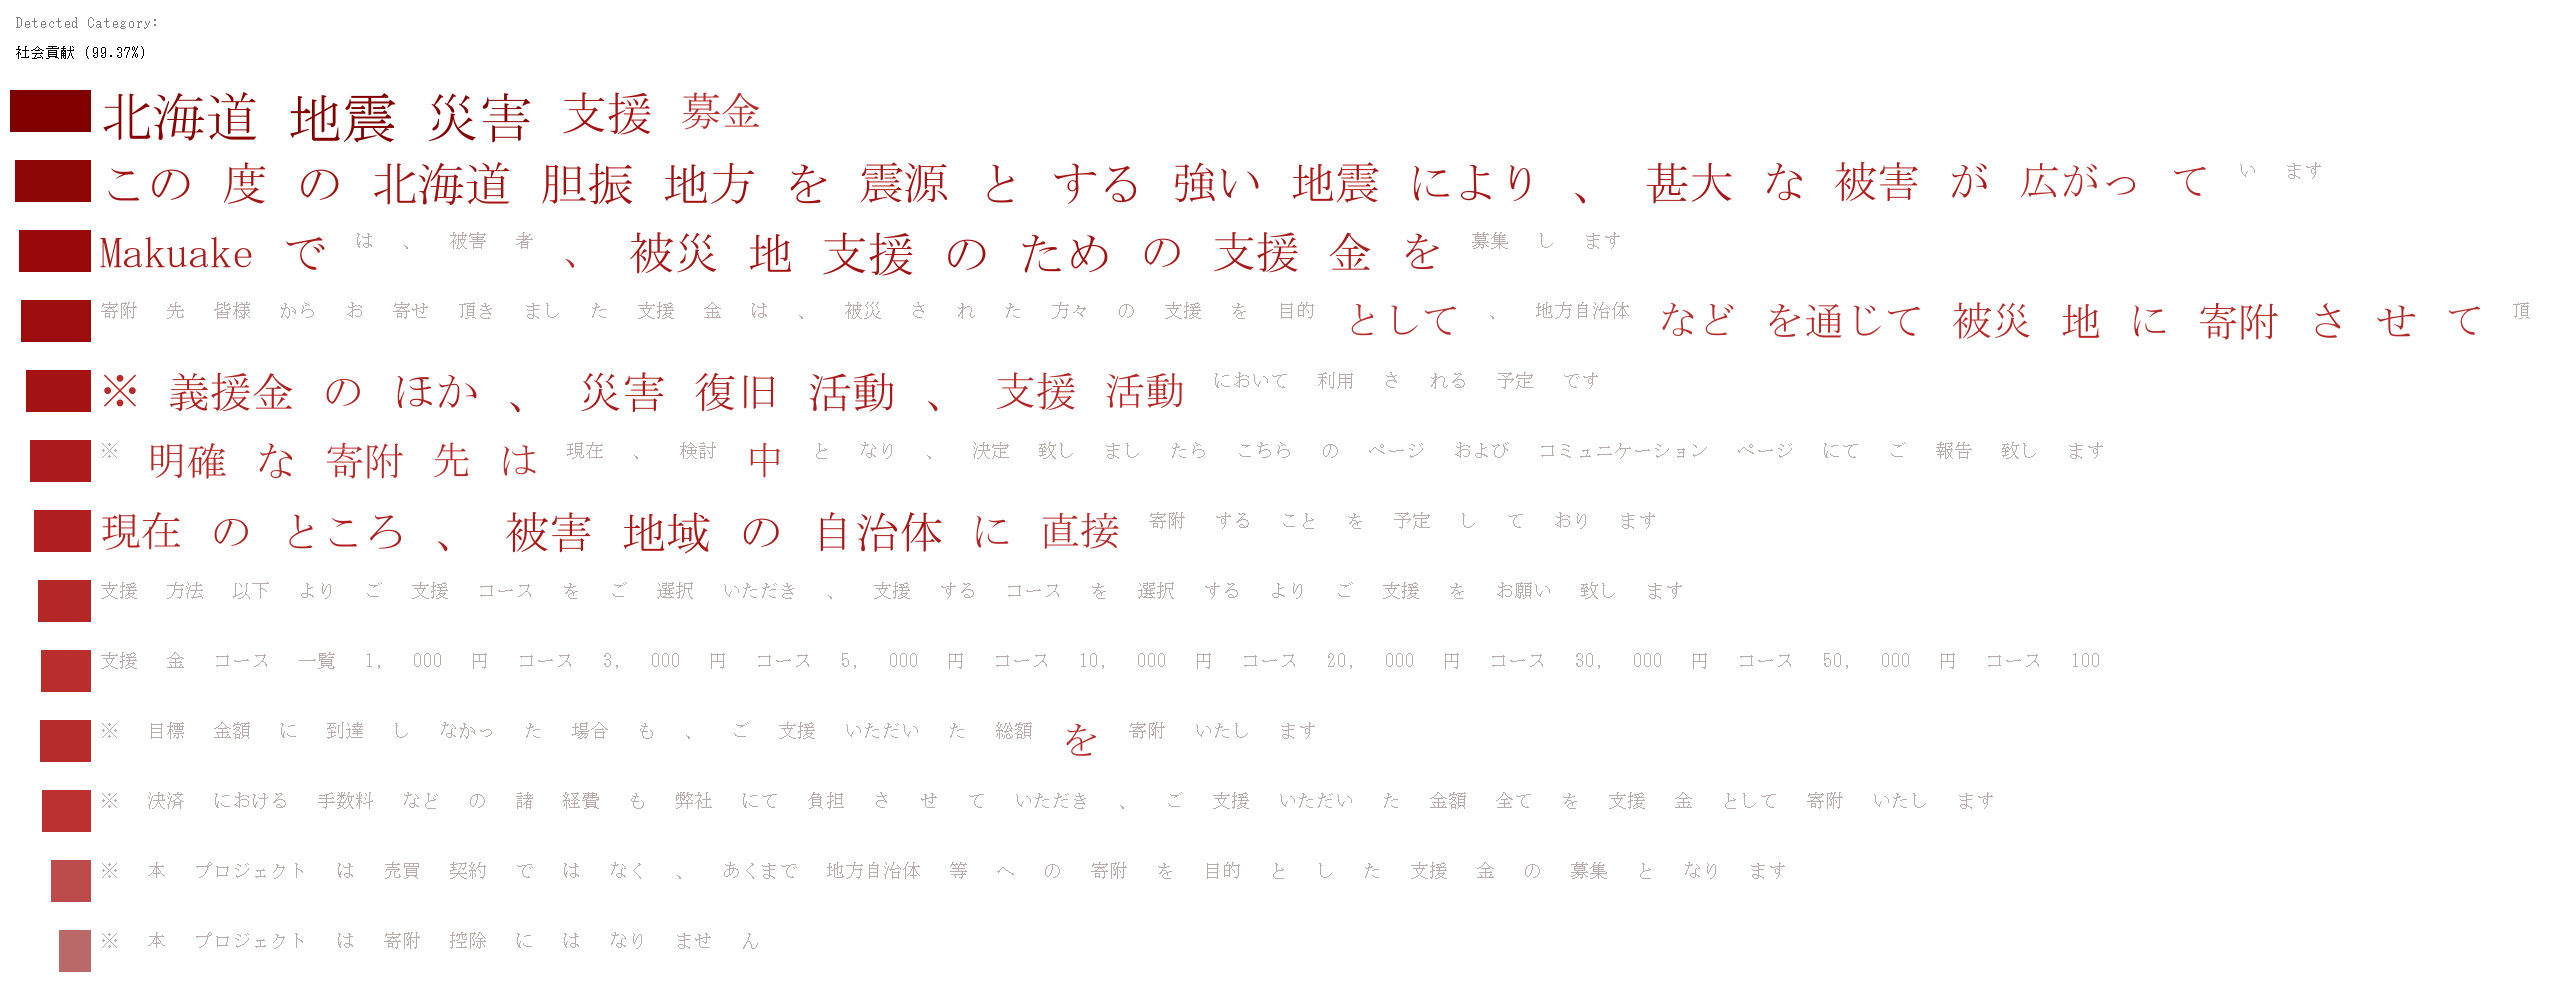 Detected Category:
社会貢献 (99.37%)
北海道 地震 災害 支援 募金
この 度 の 北海道 胆振 地方 を 震源 と する 強い 地震 により 、 甚大 な 被害 が 広がっ て い ます
Makuake で は 、 被害 者 、 被災 地 支援 の ため の 支援 金 を 募集 し ます
寄附 先 皆様 から お 寄せ 頂き まし た 支援 金 は 、 被災 さ れ た 方々 の 支援 を 目的 として 、 地方自治体 など を通じて 被災 地 に 寄附 さ せ て 頂
※ 義援金 の ほか 、 災害 復旧 活動 、 支援 活動 において 利用 さ れる 予定 です
※ 明確 な 寄附 先 は 現在 、 検討 中 と なり 、 決定 致し まし たら こちら の ページ および コミュニケーション ページ にて ご 報告 致し ます
現在 の ところ 、 被害 地域 の 自治体 に 直接 寄附 する こと を 予定 し て おり ます
支援 方法 以下 より ご 支援 コース を ご 選択 いただき 、 支援 する コース を 選択 する より ご 支援 を お願い 致し ます
支援 金 コース 一覧 1, 000 円 コース 3, 000 円 コース 5, 000 円 コース 10, 000 円 コース 20, 000 円 コース 30, 000 円 コース 50, 000 円 コース 100
※ 目標 金額 に 到達 し なかっ た 場合 も 、 ご 支援 いただい た 総額 を 寄附 いたし ます
※ 決済 における 手数料 など の 諸 経費 も 弊社 にて 負担 さ せ て いただき 、 ご 支援 いただい た 金額 全て を 支援 金 として 寄附 いたし ます
※ 本 プロジェクト は 売買 契約 で は なく 、 あくまで 地方自治体 等 へ の 寄附 を 目的 と し た 支援 金 の 募集 と なり ます
※ 本 プロジェクト は 寄附 控除 に は なり ませ ん